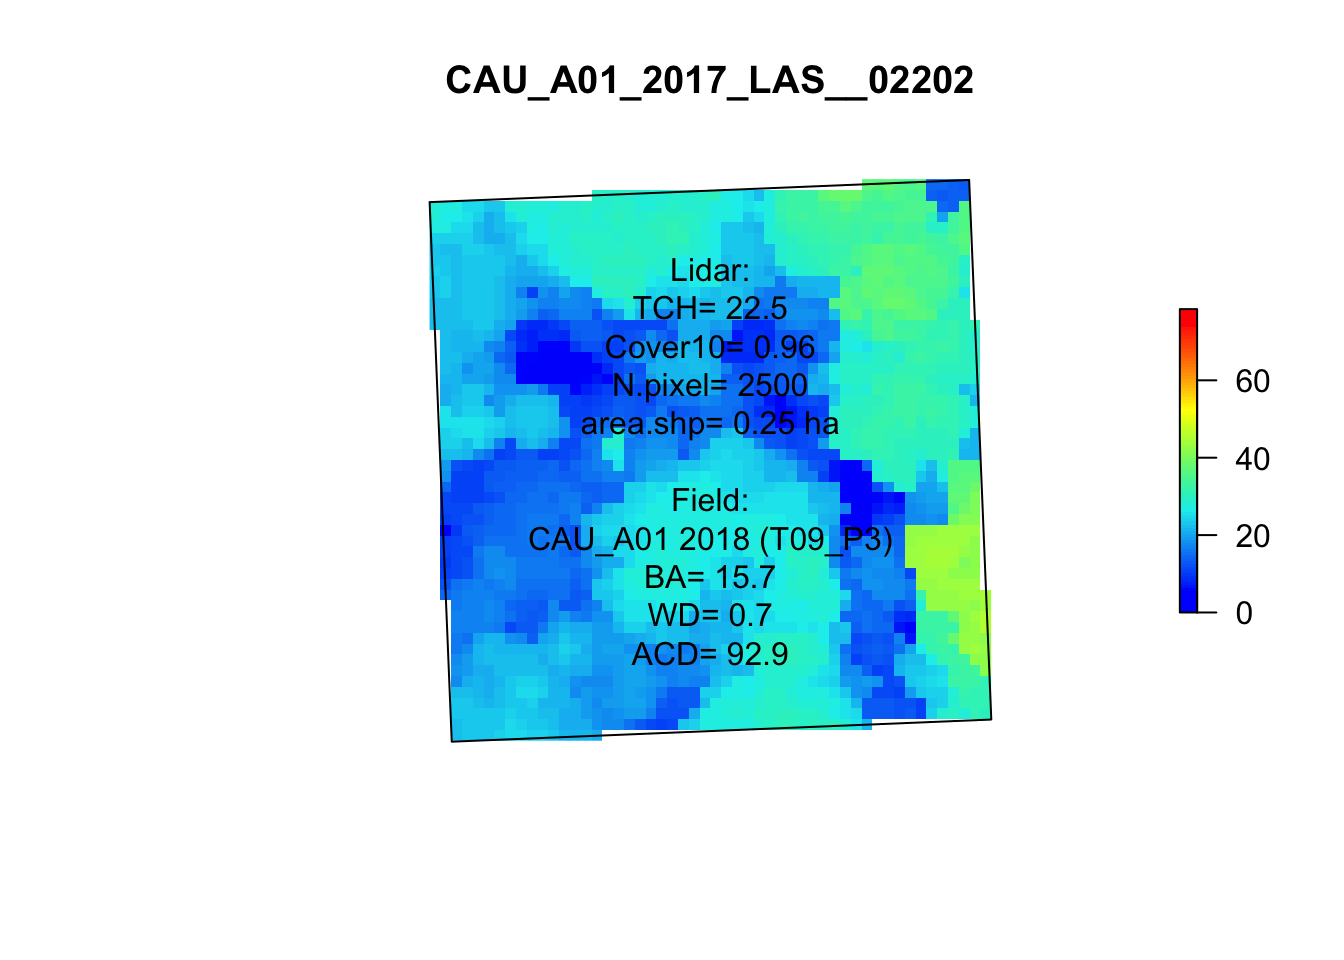 CAU_A01_2017_LAS__02202
Lidar:
TCH= 22.5
Cover10= 0.96
N.pixel= 2500
area.shp= 0.25 ha
Field:
CAU_A01 2018 (T09_P3)
BA= 15.7
WD= 0.7
ACD= 92.9
60
40
20
0